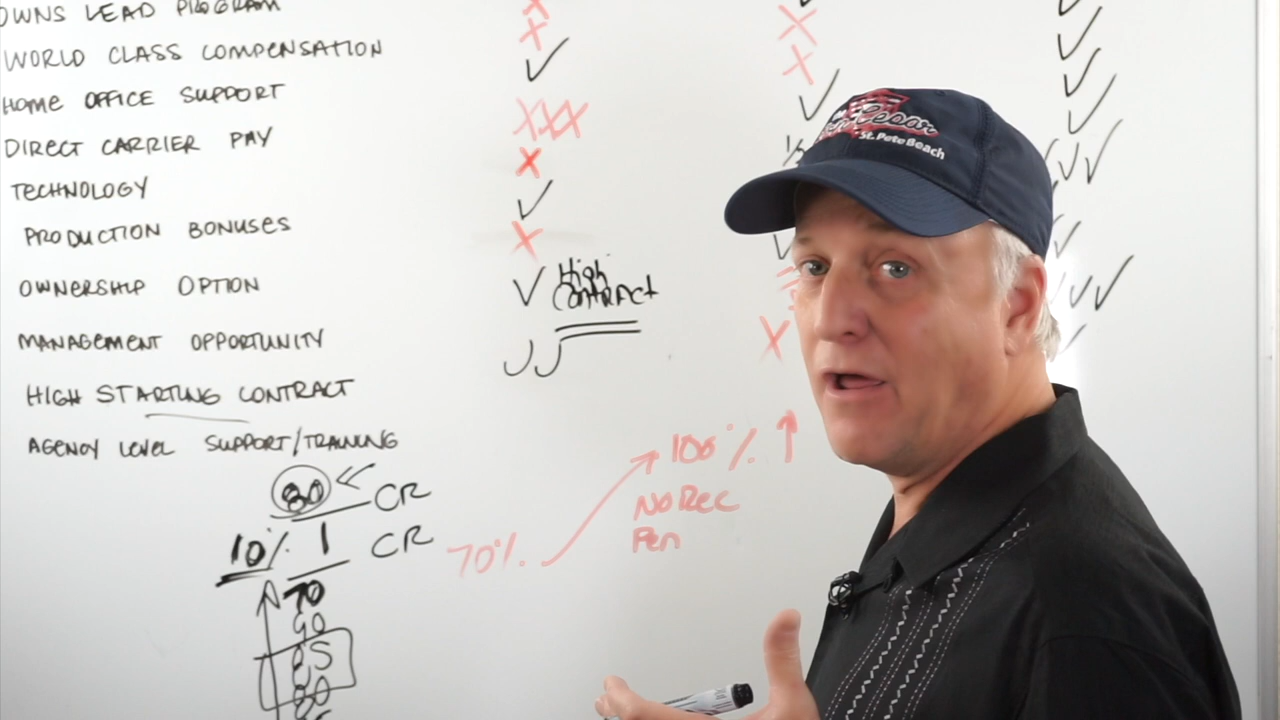 OWNS LEAD PROGRAM
WORLD CLASS COMPENSATION
HOME OFFICE SUPPORT
DIRECT CARRIER PAY
TECHNOLOGY
PRODUCTION BONUSES
OWNERSHIP OPTION
High
Contract
MANAGEMENT OPPORTUNITY
HIGH STARTING CONTRACT
AGENCY LEVEL SUPPORT/TRAINING
80 CR
10% 1 CR
70
70% 100%
NO REC
Pen
St. Pete Beach